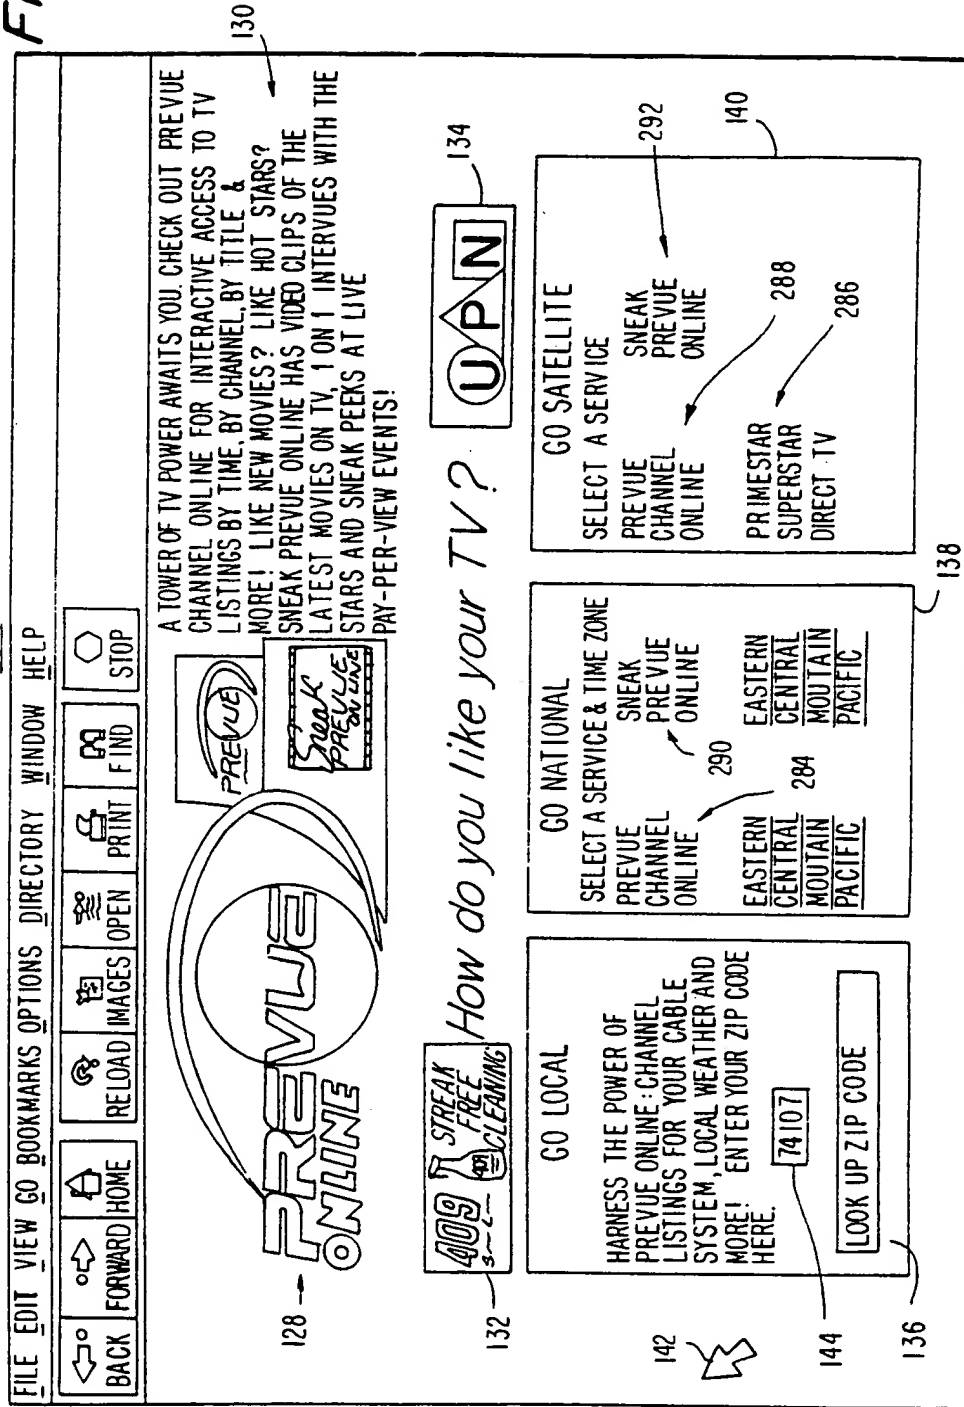 FILE EDIT VIEW GO BOOKMARKS OPTIONS DIRECTORY WINDOW HELP
BACK FORWARD HOME RELOAD IMAGES OPEN PRINT FIND STOP
128
PREVUE
ONLINE
PREVUE
Sneak
PREVUE
ON LINE
A TOWER OF TV POWER AWAITS YOU. CHECK OUT PREVUE
CHANNEL ONLINE FOR INTERACTIVE ACCESS TO TV
LISTINGS BY TIME, BY CHANNEL, BY TITLE &
MORE! LIKE NEW MOVIES? LIKE HOT STARS?
SNEAK PREVUE ONLINE HAS VIDEO CLIPS OF THE
LATEST MOVIES ON TV, 1 ON 1 INTERVUES WITH THE
STARS AND SNEAK PEEKS AT LIVE
PAY-PER-VIEW EVENTS!
130
132
409
STREAK
FREE
CLEANING
409
How do you like your TV?
UPN
134
GO LOCAL
HARNESS THE POWER OF
PREVUE ONLINE: CHANNEL
LISTINGS FOR YOUR CABLE
SYSTEM, LOCAL WEATHER AND
MORE! ENTER YOUR ZIP CODE
HERE.
74107
LOOK UP ZIP CODE
142
144
136
GO NATIONAL
SELECT A SERVICE & TIME ZONE
PREVUE
CHANNEL
ONLINE
284
EASTERN
CENTRAL
MOUTAIN
PACIFIC
SNEAK
PREVUE
ONLINE
290
EASTERN
CENTRAL
MOUTAIN
PACIFIC
138
GO SATELLITE
SELECT A SERVICE
PREVUE
CHANNEL
ONLINE
288
SNEAK
PREVUE
ONLINE
292
PRIMESTAR
SUPERSTAR
DIRECT TV
286
140